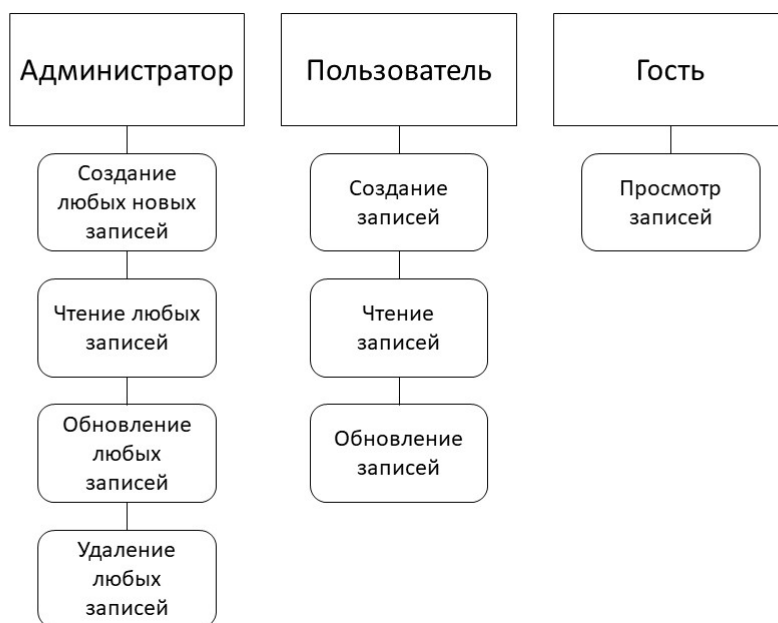 Администратор
Создание
любых новых
записей
Чтение любых
записей
Обновление
любых
записей
Удаление
любых
записей
Пользователь
Создание
записей
Чтение
записей
Обновление
записей
Гость
Просмотр
записей